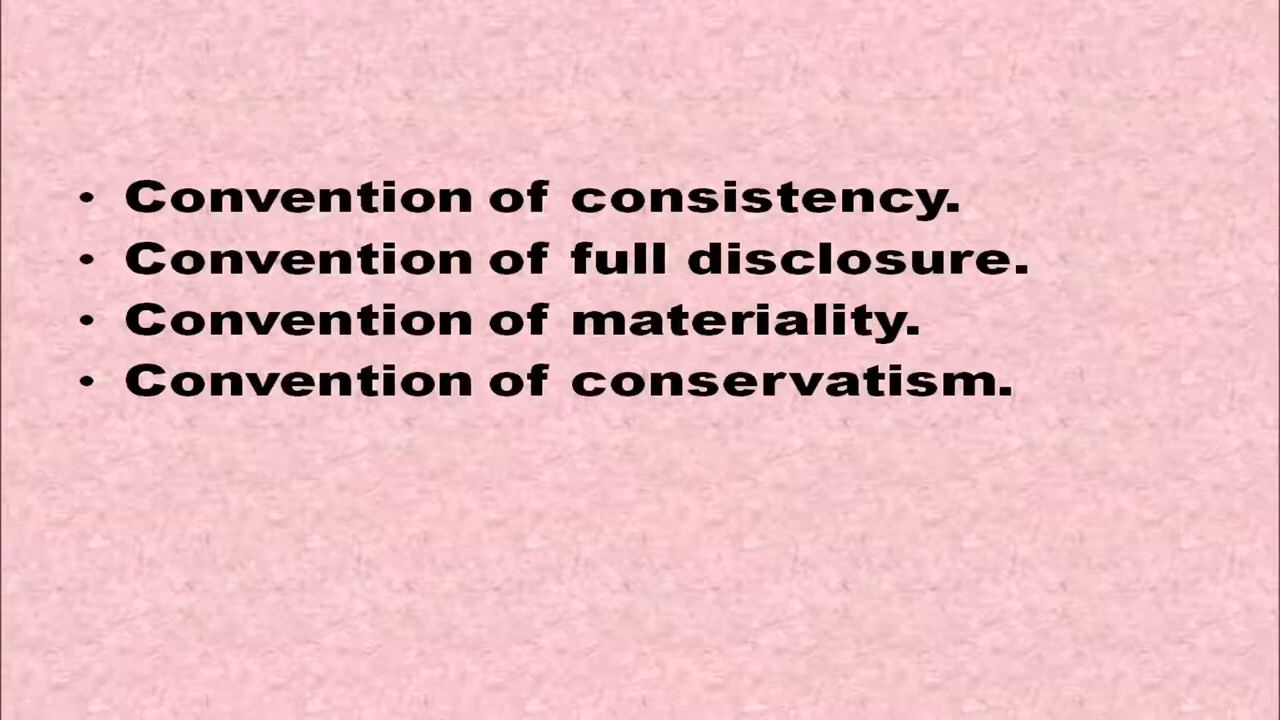 • Convention of consistency.
• Convention of full disclosure.
• Convention of materiality.
• Convention of conservatism.